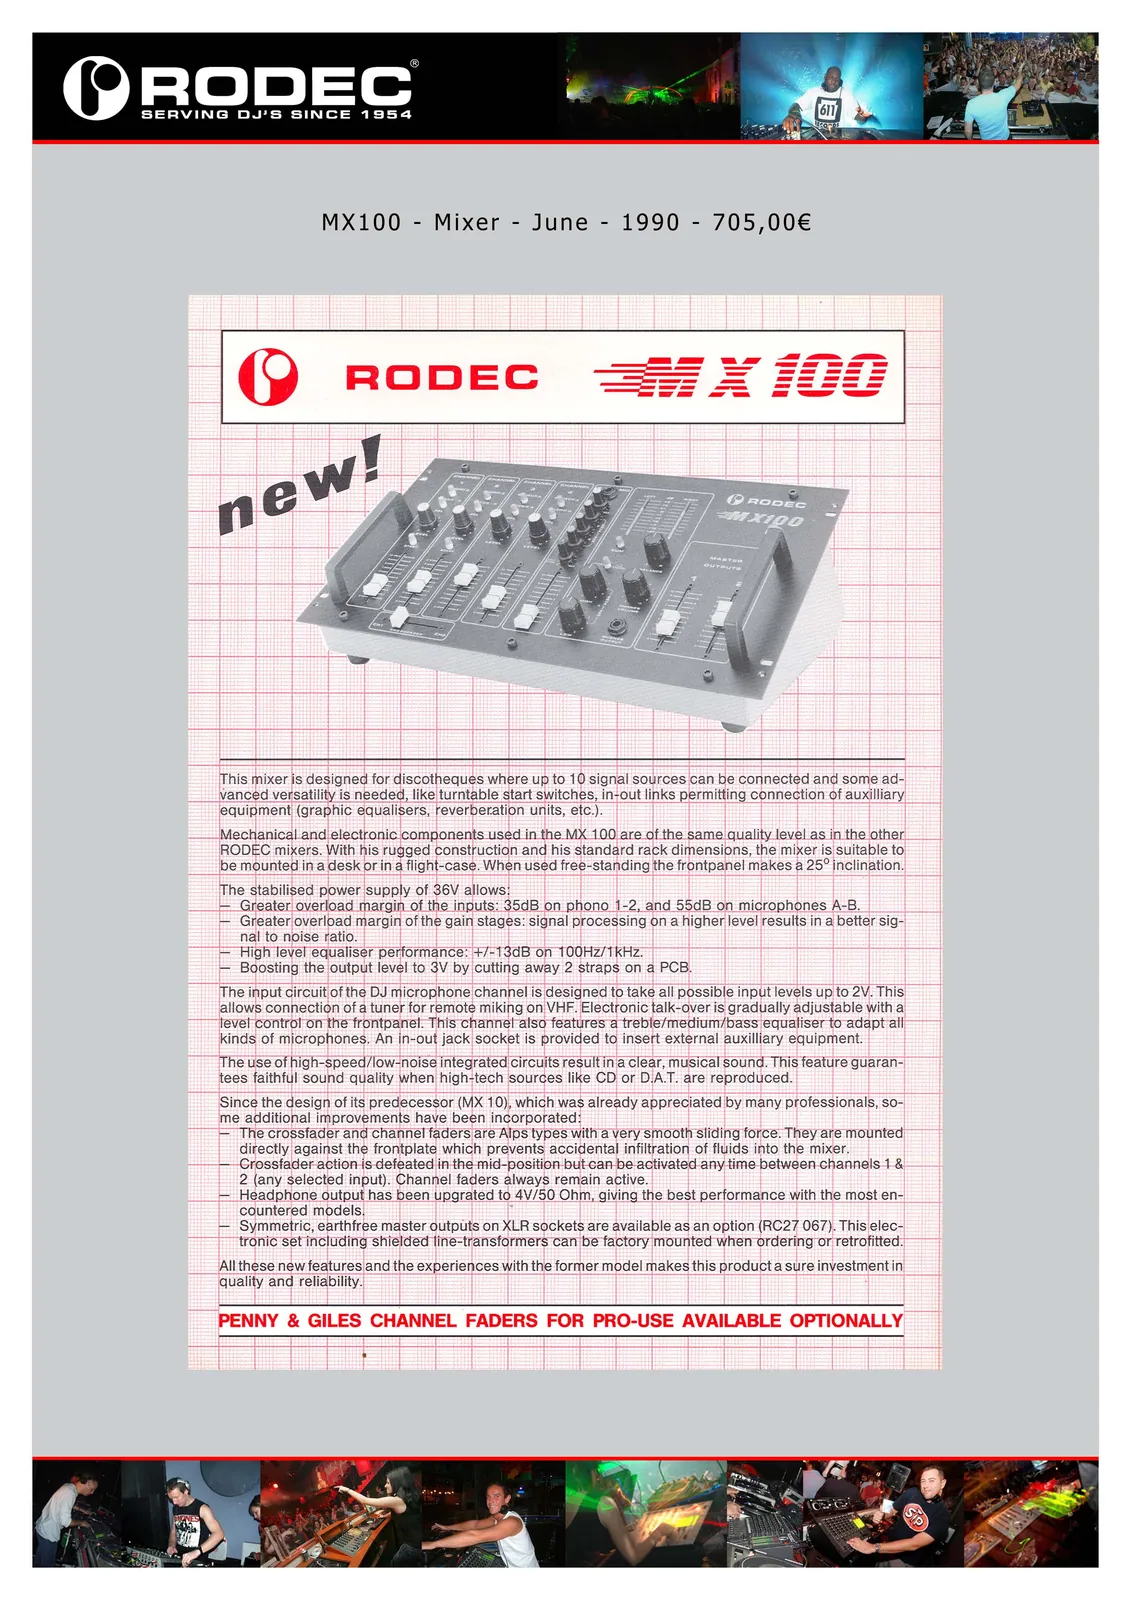 RODEC®
SERVING DJ'S SINCE 1954
611
MX100 - Mixer - June - 1990 - 705,00€
RODEC MX100
new!
RODEC
MX100
MASTER
OUTPUTS
This mixer is designed for discotheques where up to 10 signal sources can be connected and some ad-
vanced versatility is needed, like turntable start switches, in-out links permitting connection of auxilliary
equipment (graphic equalisers, reverberation units, etc.).
Mechanical and electronic components used in the MX 100 are of the same quality level as in the other
RODEC mixers. With his rugged construction and his standard rack dimensions, the mixer is suitable to
be mounted in a desk or in a flight-case. When used free-standing the frontpanel makes a 25° inclination.
The stabilised power supply of 36V allows:
— Greater overload margin of the inputs: 35dB on phono 1-2, and 55dB on microphones A-B.
— Greater overload margin of the gain stages: signal processing on a higher level results in a better sig-
nal to noise ratio.
— High level equaliser performance: +/-13dB on 100Hz/1kHz.
— Boosting the output level to 3V by cutting away 2 straps on a PCB.
The input circuit of the DJ microphone channel is designed to take all possible input levels up to 2V. This
allows connection of a tuner for remote miking on VHF. Electronic talk-over is gradually adjustable with a
level control on the frontpanel. This channel also features a treble/medium/bass equaliser to adapt all
kinds of microphones. An in-out jack socket is provided to insert external auxilliary equipment.
The use of high-speed/low-noise integrated circuits result in a clear, musical sound. This feature guaran-
tees faithful sound quality when high-tech sources like CD or D.A.T. are reproduced.
Since the design of its predecessor (MX 10), which was already appreciated by many professionals, so-
me additional improvements have been incorporated:
— The crossfader and channel faders are Alps types with a very smooth sliding force. They are mounted
directly against the frontplate which prevents accidental infiltration of fluids into the mixer.
— Crossfader action is defeated in the mid-position but can be activated any time between channels 1 &
2 (any selected input). Channel faders always remain active.
— Headphone output has been upgrated to 4V/50 Ohm, giving the best performance with the most en-
countered models.
— Symmetric, earthfree master outputs on XLR sockets are available as an option (RC27 067). This elec-
tronic set including shielded line-transformers can be factory mounted when ordering or retrofitted.
All these new features and the experiences with the former model makes this product a sure investment in
quality and reliability.
PENNY & GILES CHANNEL FADERS FOR PRO-USE AVAILABLE OPTIONALLY